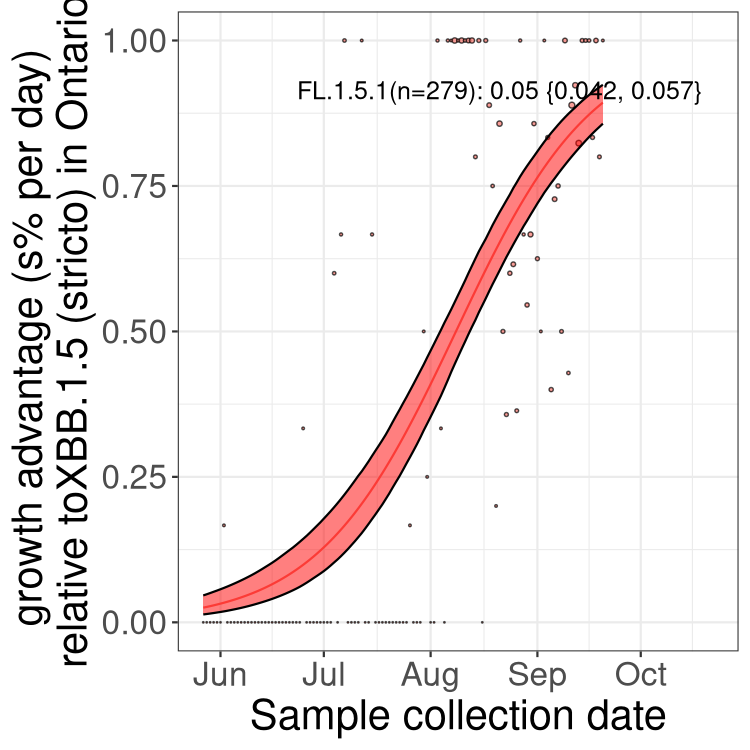 growth advantage (s% per day)
relative toXBB.1.5 (stricto) in Ontario
1.00
0.75
0.50
0.25
0.00
FL.1.5.1(n=279): 0.05 {0.042, 0.057}
Jun Jul Aug Sep Oct
Sample collection date